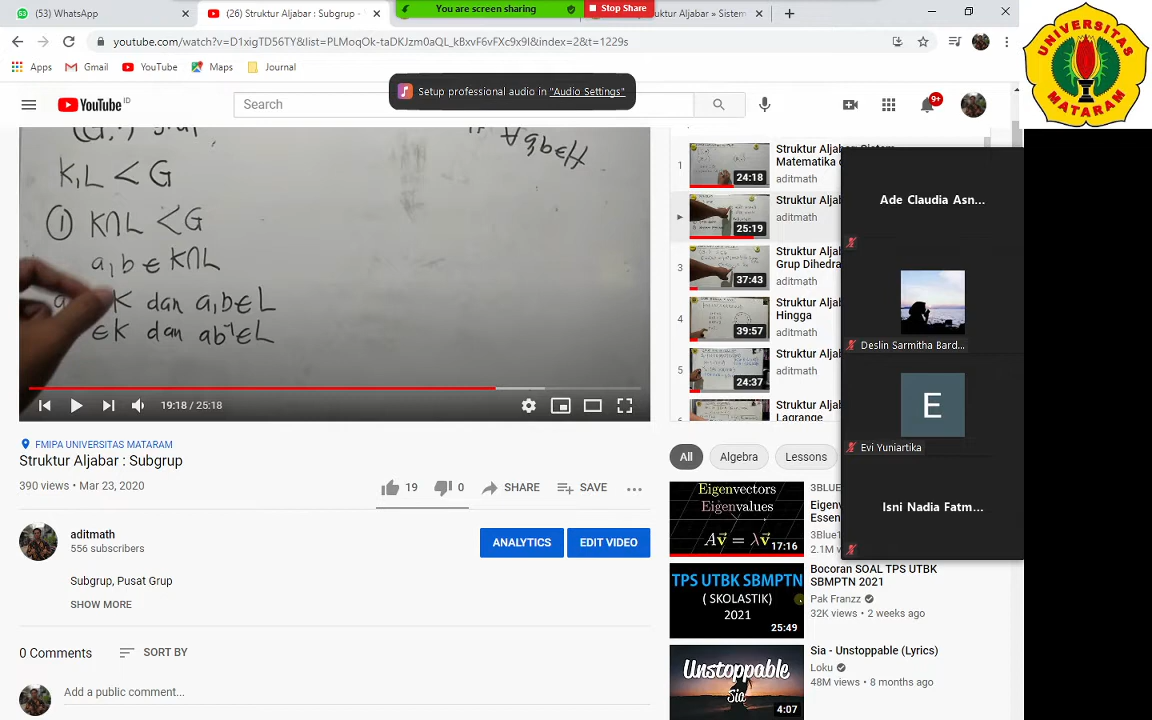 (53) WhatsApp
(26) Struktur Aljabar : Subgrup -
You are screen sharing
Stop Share
Struktur Aljabar » Sistem
youtube.com/watch?v=D1xigTD56TY&list=PLMoqOk-taDKJzm0aQL_kBxvF6vFXc9x9I&index=2&t=1229s
Apps
Gmail
YouTube
Maps
Journal
UNIVERSITAS
MATARAM
Setup professional audio in "Audio Settings"
YouTube ID
Search
9+
K, L < G
① K∩L < G
a, b ∈ K∩L
K dan a, b ∈ L
∈ K dan ab⁻¹ ∈ L
19:18 / 25:18
1
24:18
Struktur Aljabar: Sistem
Matematika
aditmath
25:19
Struktur Alja
aditmath
3
37:43
Struktur Alja
Grup Dihedra
aditmath
4
39:57
Struktur Alja
Hingga
aditmath
5
24:37
Struktur Alja
aditmath
Struktur Alja
Lagrange
Ade Claudia Asn...
Deslin Sarmitha Bard...
E
Evi Yuniartika
Isni Nadia Fatm...
FMIPA UNIVERSITAS MATARAM
Struktur Aljabar : Subgrup
390 views • Mar 23, 2020
19
0
SHARE
SAVE
aditmath
556 subscribers
ANALYTICS
EDIT VIDEO
Subgrup, Pusat Grup
SHOW MORE
0 Comments
SORT BY
Add a public comment...
All
Algebra
Lessons
Eigenvectors
Eigenvalues
17:16
3BLUE
Eigen
Essen
3Blue1
2.1M v
TPS UTBK SBMPTN
( SKOLASTIK)
2021
25:49
Bocoran SOAL TPS UTBK
SBMPTN 2021
Pak Franzz
32K views • 2 weeks ago
Unstoppable
Sia
4:07
Sia - Unstoppable (Lyrics)
Loku
48M views • 8 months ago